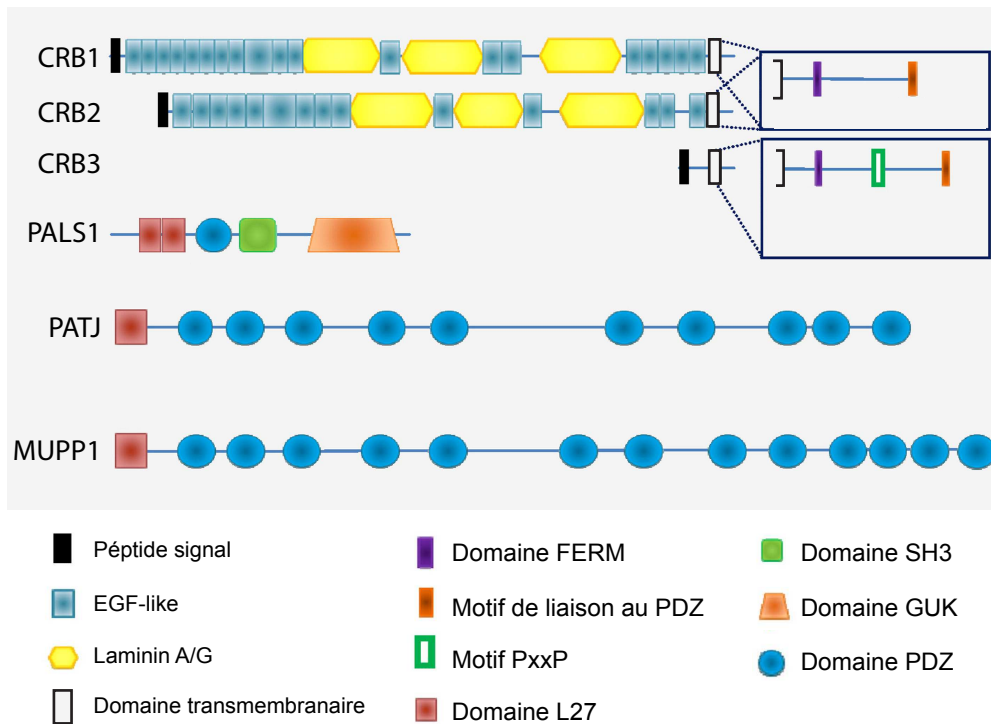 CRB1
CRB2
CRB3
PALS1
PATJ
MUPP1
Péptide signal
EGF-like
Laminin A/G
Domaine transmembranaire
Domaine FERM
Motif de liaison au PDZ
Motif PxxP
Domaine L27
Domaine SH3
Domaine GUK
Domaine PDZ